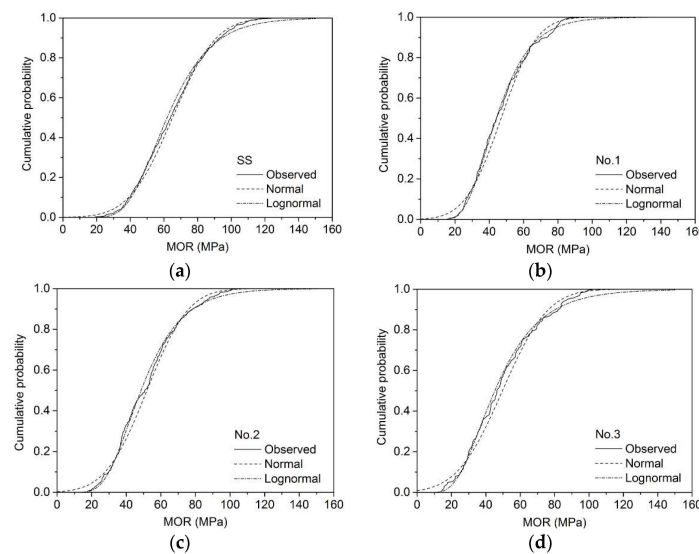 1.0
0.8
0.6
0.4
0.2
0.0
Cumulative probability
SS
Observed
Normal
Lognormal
0 20 40 60 80 100 120 140 160
MOR (MPa)
(a)
1.0
0.8
0.6
0.4
0.2
0.0
Cumulative probability
No.1
Observed
Normal
Lognormal
0 20 40 60 80 100 120 140 160
MOR (MPa)
(b)
1.0
0.8
0.6
0.4
0.2
0.0
Cumulative probability
No.2
Observed
Normal
Lognormal
0 20 40 60 80 100 120 140 160
MOR (MPa)
(c)
1.0
0.8
0.6
0.4
0.2
0.0
Cumulative probability
No.3
Observed
Normal
Lognormal
0 20 40 60 80 100 120 140 160
MOR (MPa)
(d)